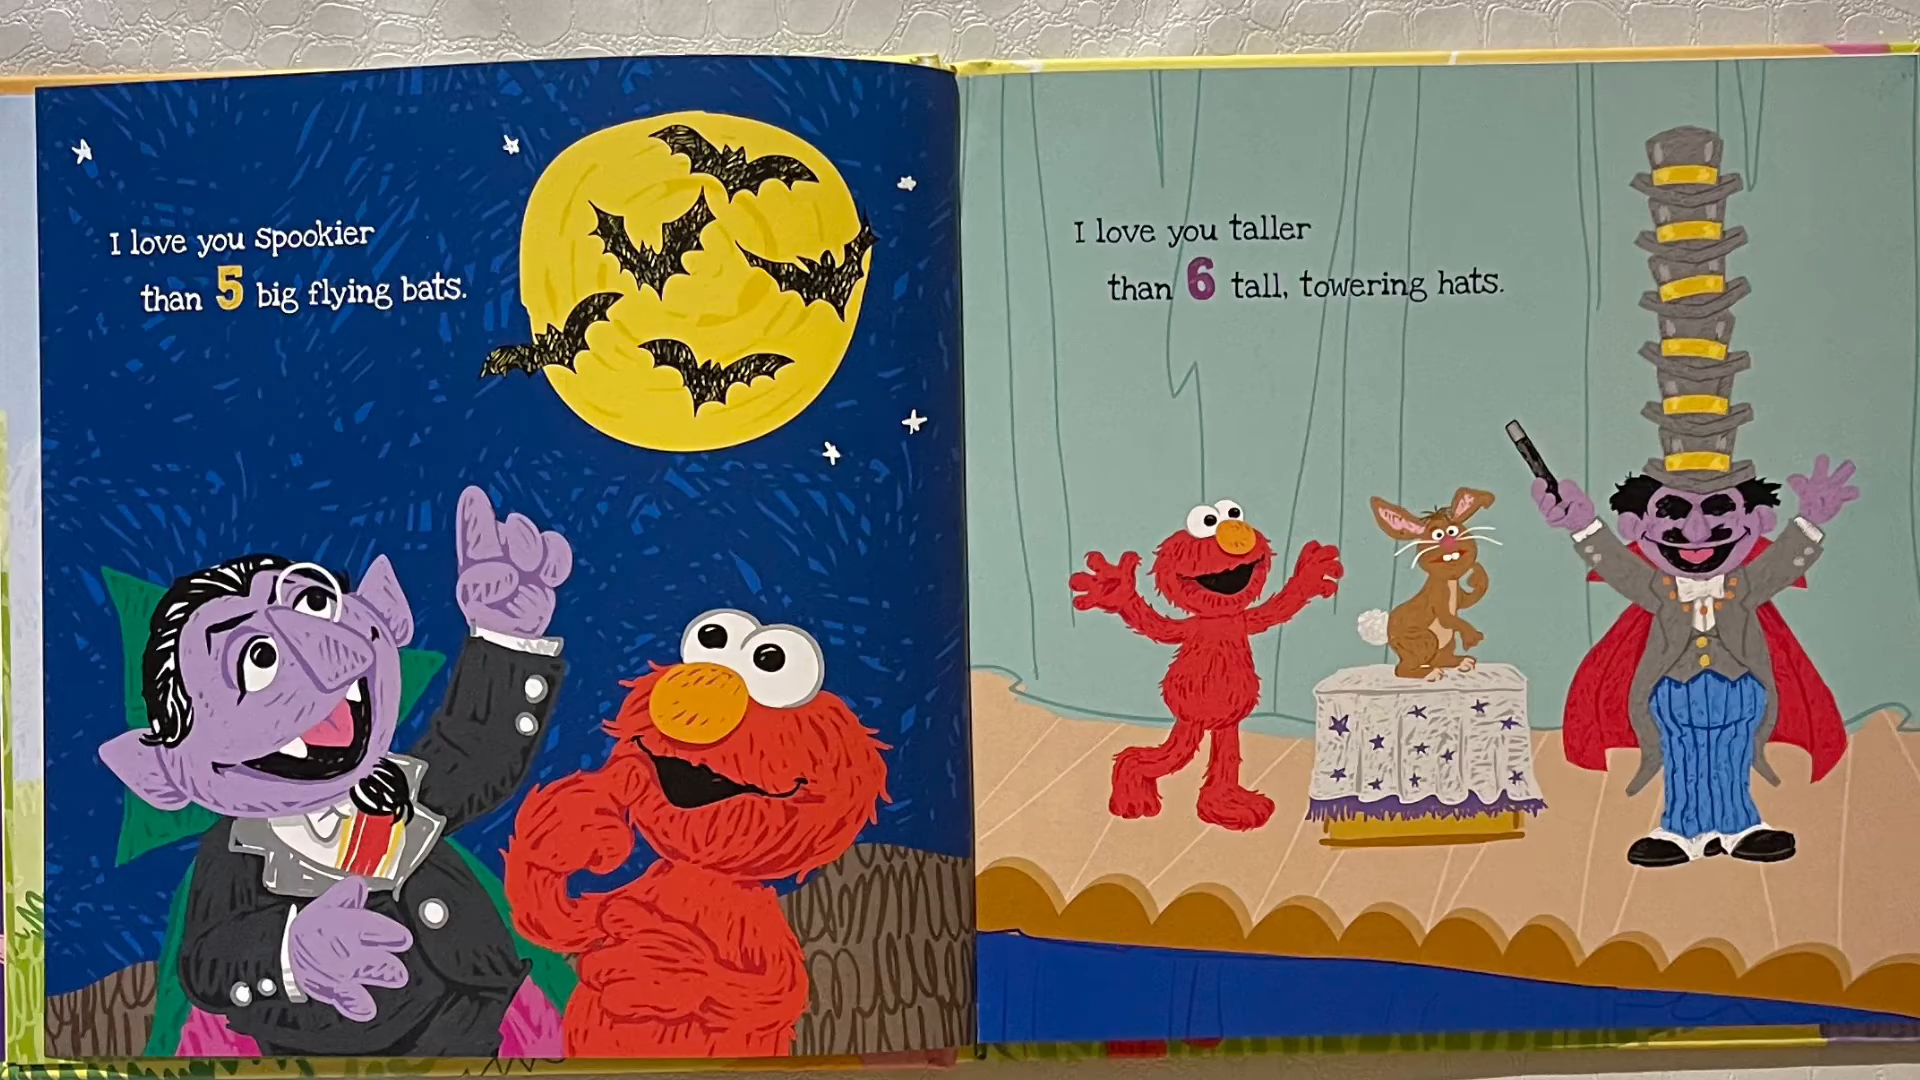 I love you spookier
than 5 big flying bats.
I love you taller
than 6 tall, towering hats.